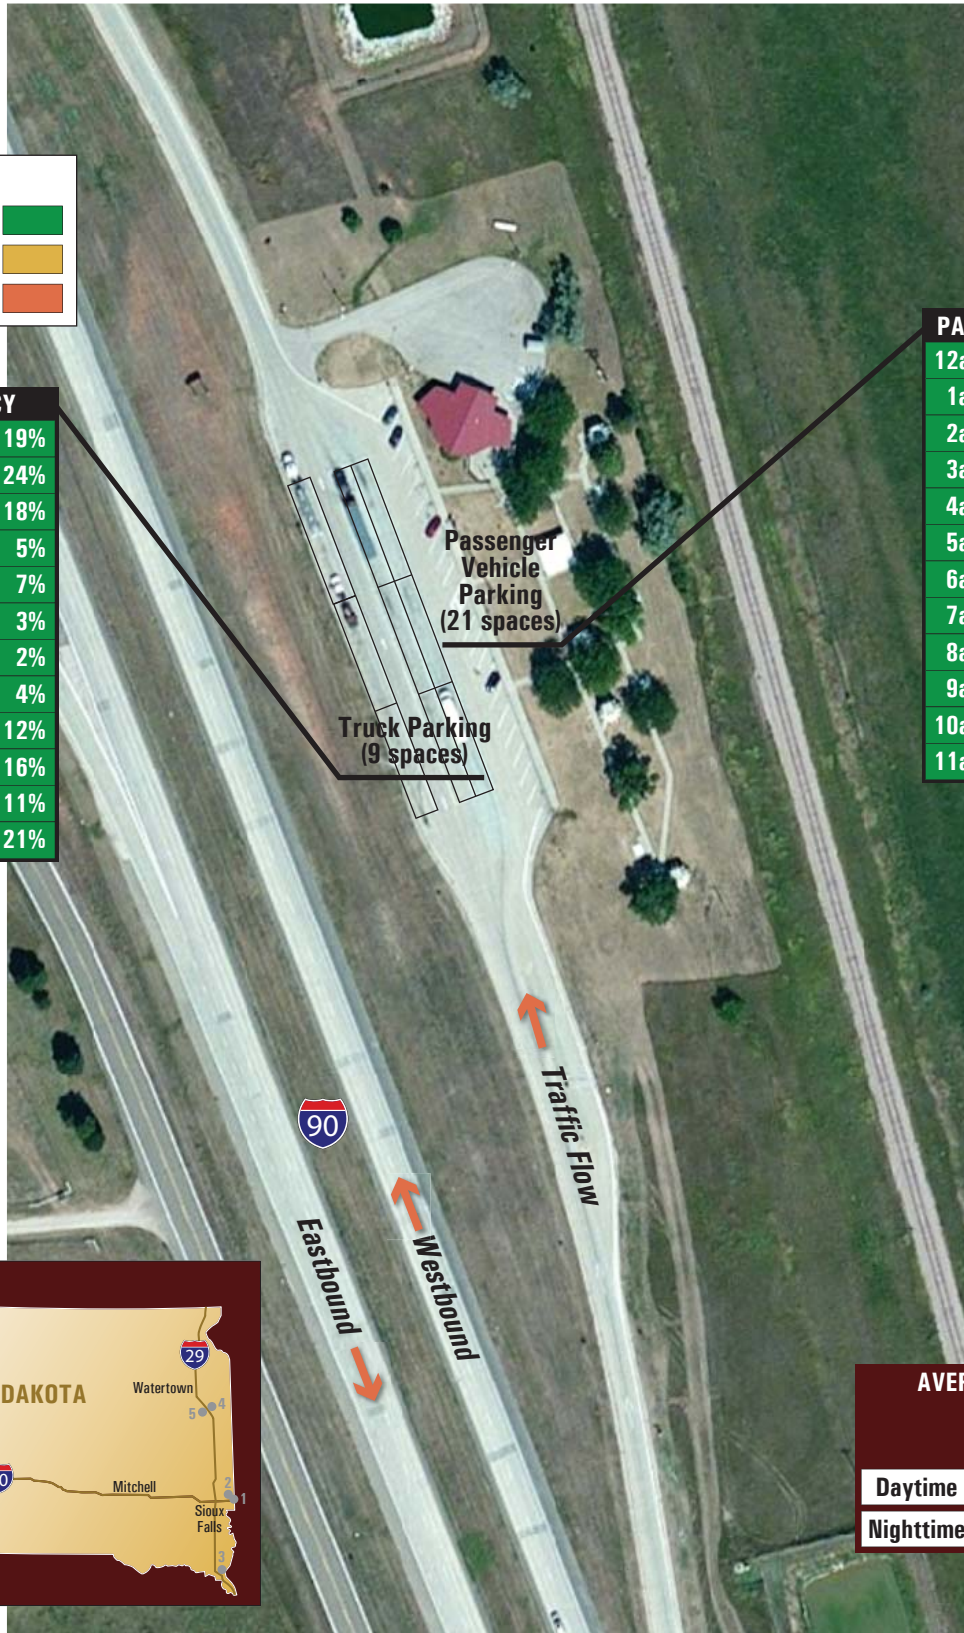 CY
19%
24%
18%
5%
7%
3%
2%
4%
12%
16%
11%
21%
PA
12a
1a
2a
3a
4a
5a
6a
7a
8a
9a
10a
11a
Passenger
Vehicle
Parking
(21 spaces)
Truck Parking
(9 spaces)
Traffic Flow
90
Eastbound
Westbound
29
DAKOTA
Watertown
5
4
0
Mitchell
2
1
Sioux
Falls
3
AVER
Daytime
Nighttime